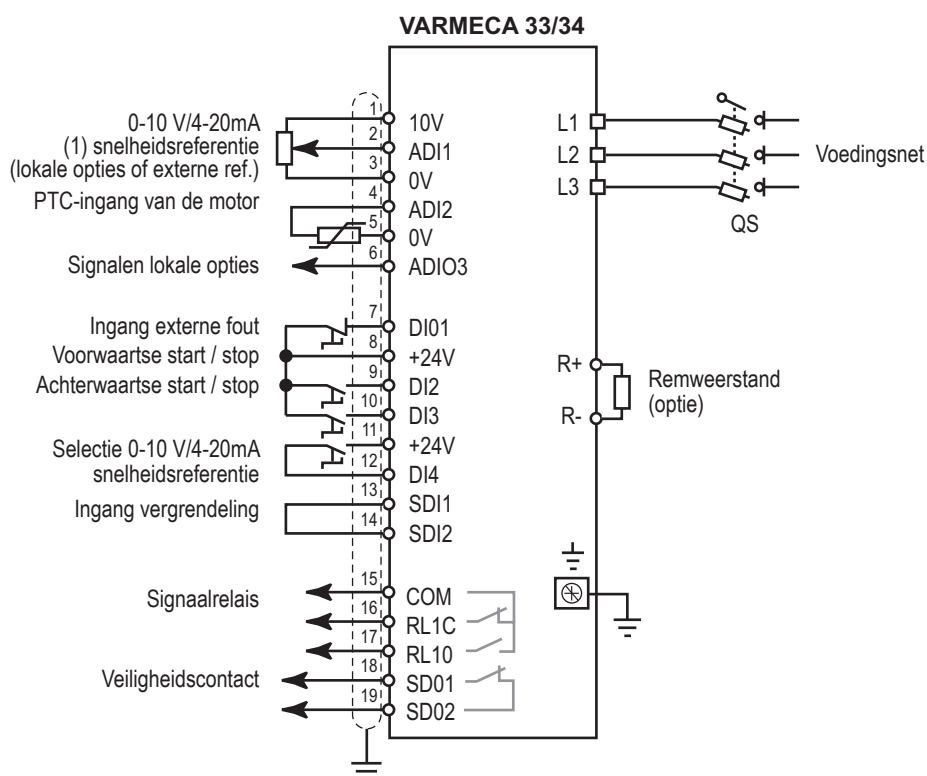 VARMECA 33/34
0-10 V/4-20mA
(1) snelheidsreferentie
(lokale opties of externe ref.)
PTC-ingang van de motor
Signalen lokale opties
Ingang externe fout
Voorwaartse start / stop
Achterwaartse start / stop
Selectie 0-10 V/4-20mA
snelheidsreferentie
Ingang vergrendeling
Signaalrelais
Veiligheidscontact
1 10V
2 ADI1
3 0V
4 ADI2
5 0V
6 ADIO3
7 DI01
8 +24V
9 DI2
10 DI3
11 +24V
12 DI4
13 SDI1
14 SDI2
15 COM
16 RL1C
17 RL10
18 SD01
19 SD02
L1
L2
L3
QS
Voedingsnet
R+
R-
Remweerstand
(optie)